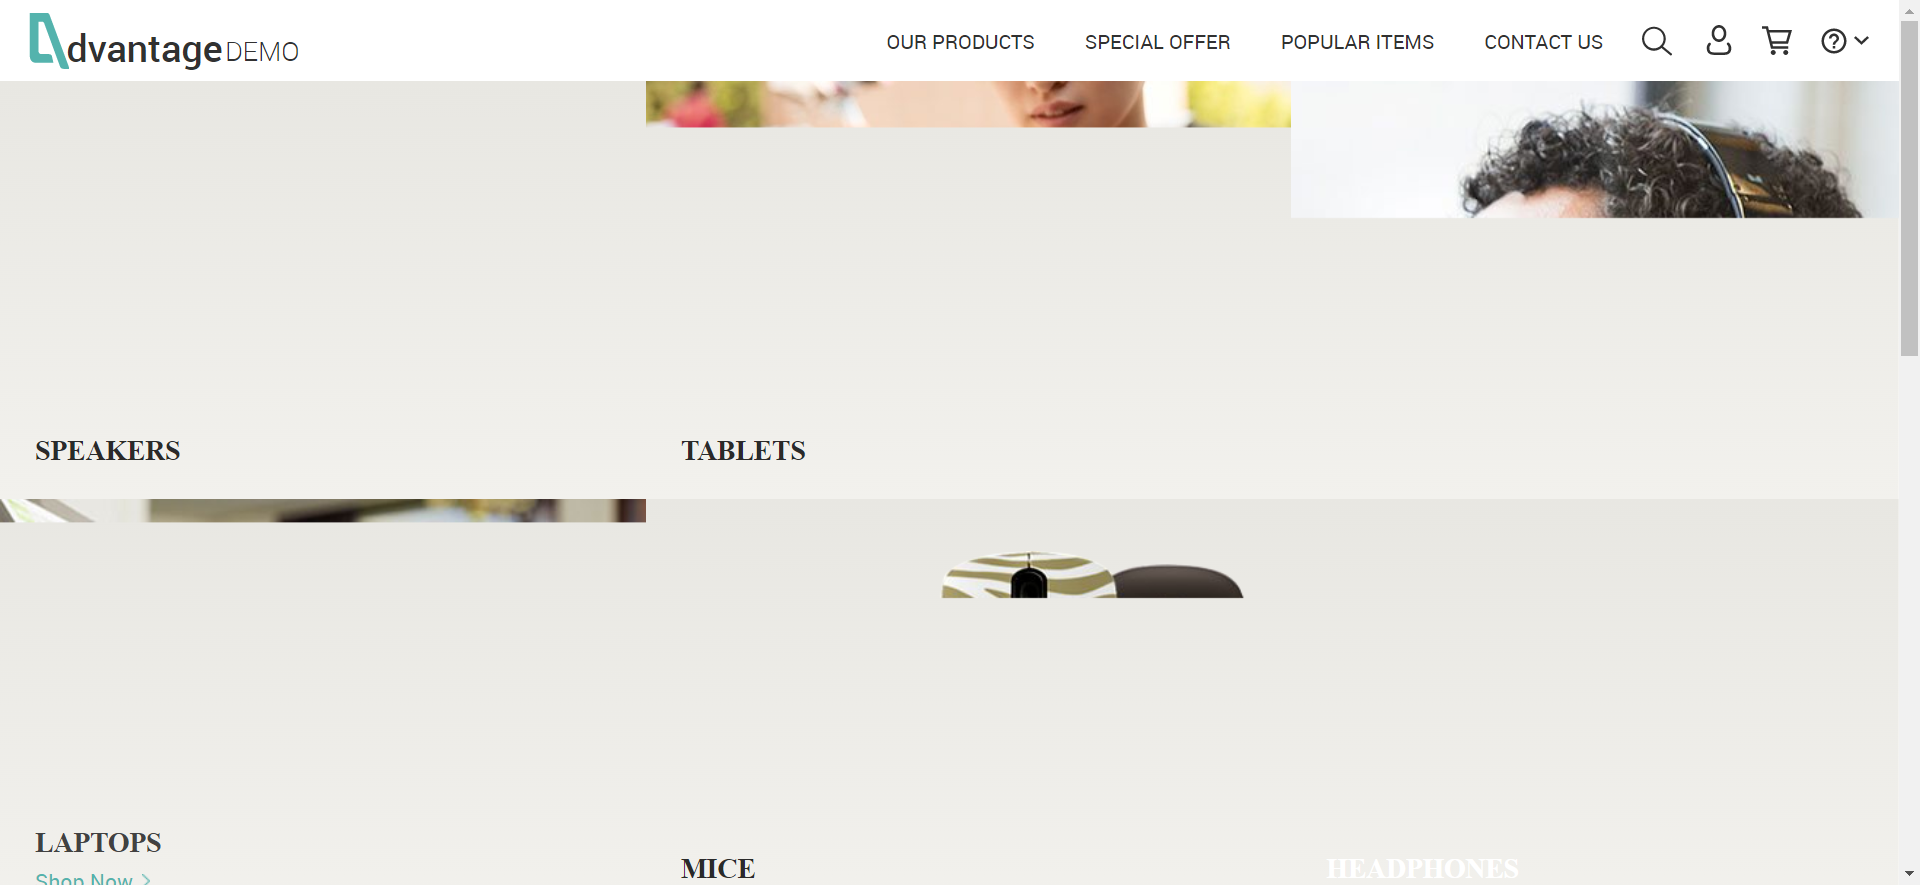 dvantage DEMO
OUR PRODUCTS
SPECIAL OFFER
POPULAR ITEMS
CONTACT US
SPEAKERS
TABLETS
LAPTOPS
Shop Now
MICE
HEADPHONES